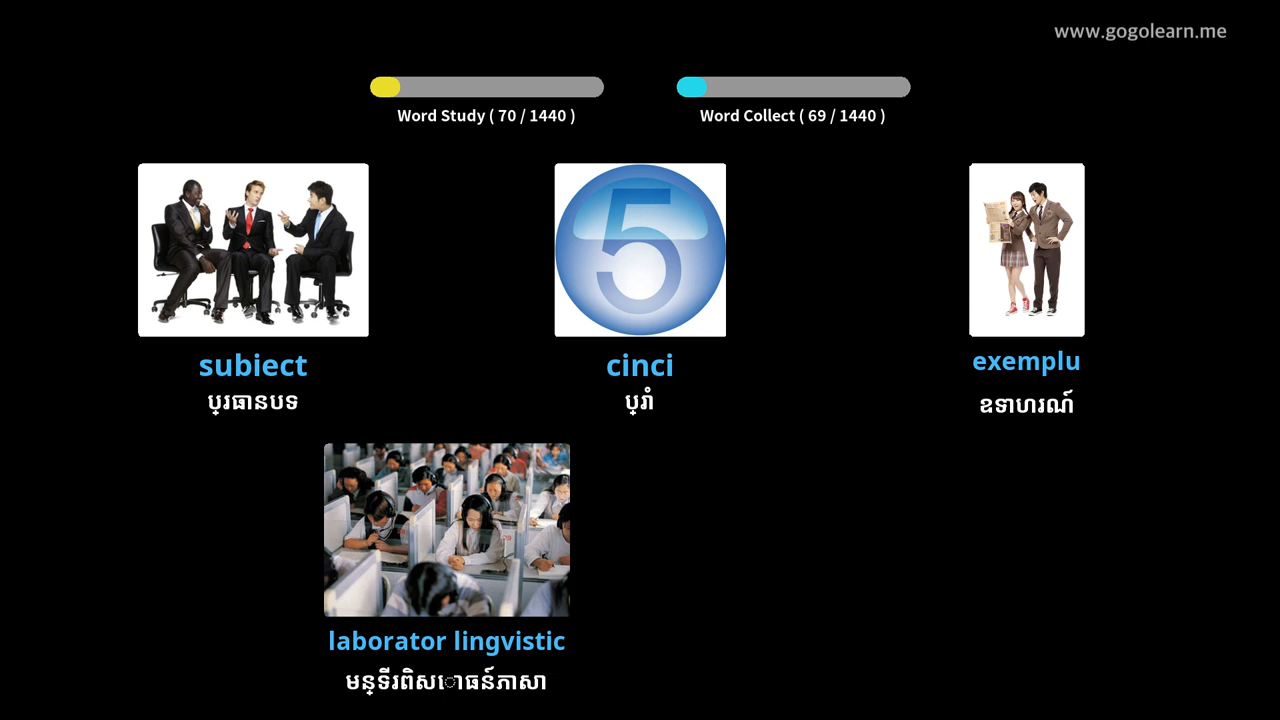 www.gogolearn.me
Word Study ( 70 / 1440 )
Word Collect ( 69 / 1440 )
5
subiect
ប្រធានបទ
cinci
ប្រាំ
exemplu
ឧទាហរណ៍
laborator lingvistic
មន្ទីរពិសោធន៍ភាសា